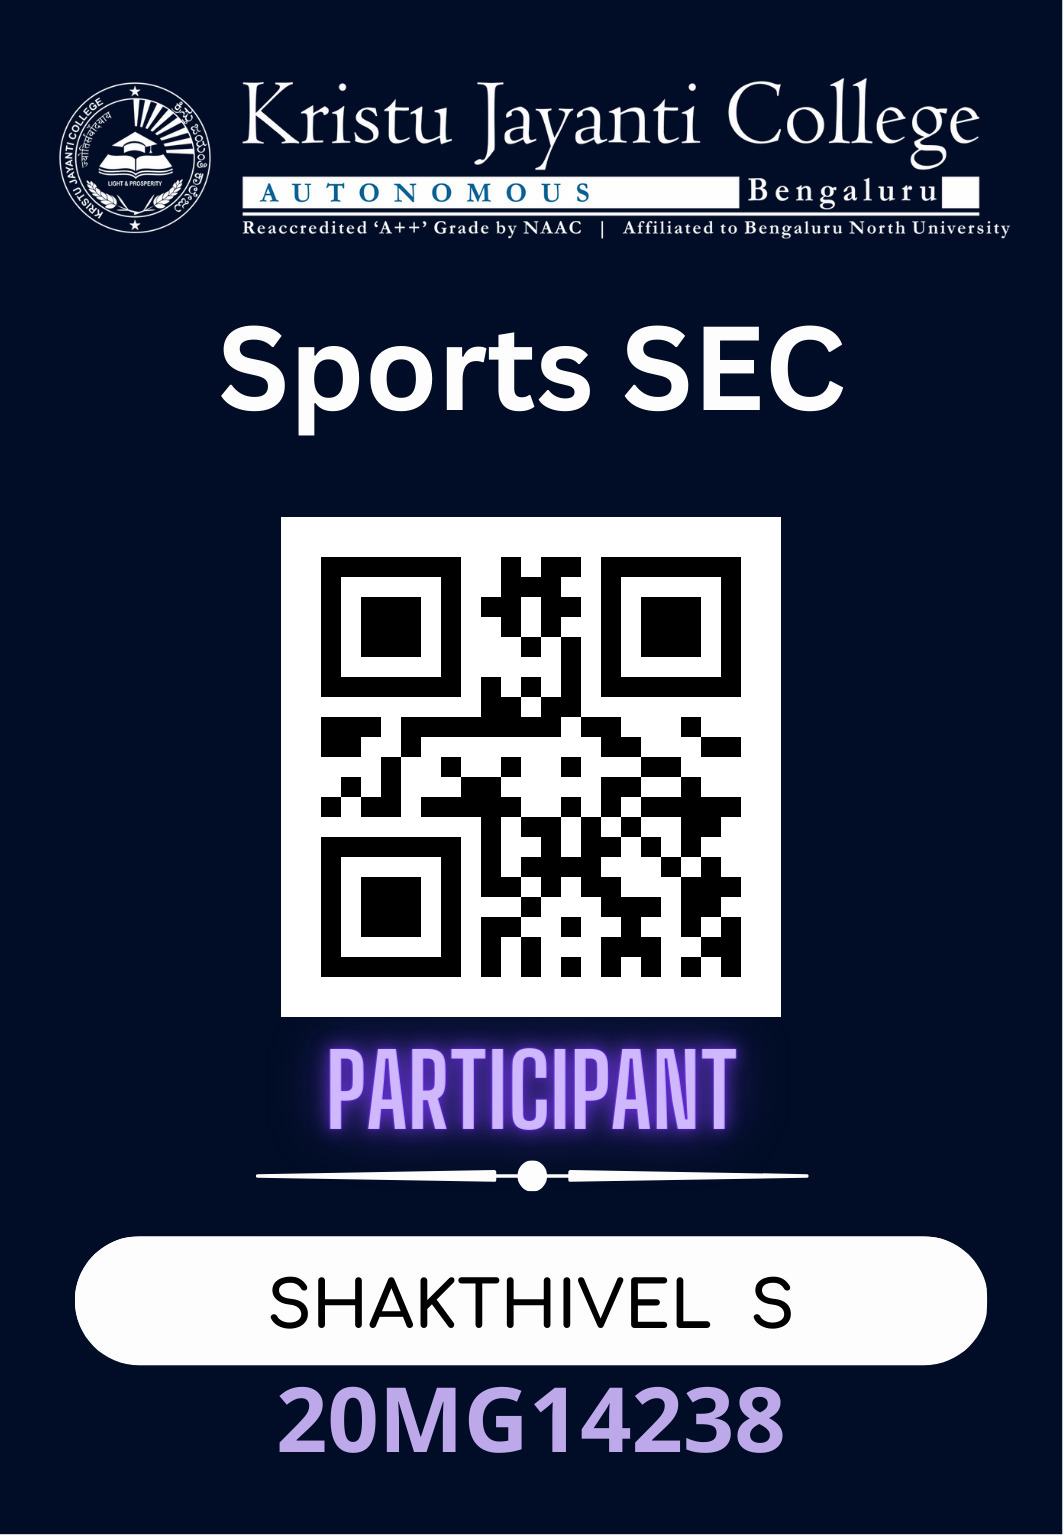 Kristu Jayanti College
AUTONOMOUS Bengaluru
Reaccredited ‘A++’ Grade by NAAC | Affiliated to Bengaluru North University
KRISTU JAYANTI COLLEGE
ಕ್ರಿಸ್ತು ಜಯಂತಿ ಕಾಲೇಜು
LIGHT & PROSPERITY
Sports SEC
PARTICIPANT
SHAKTHIVEL S
20MG14238